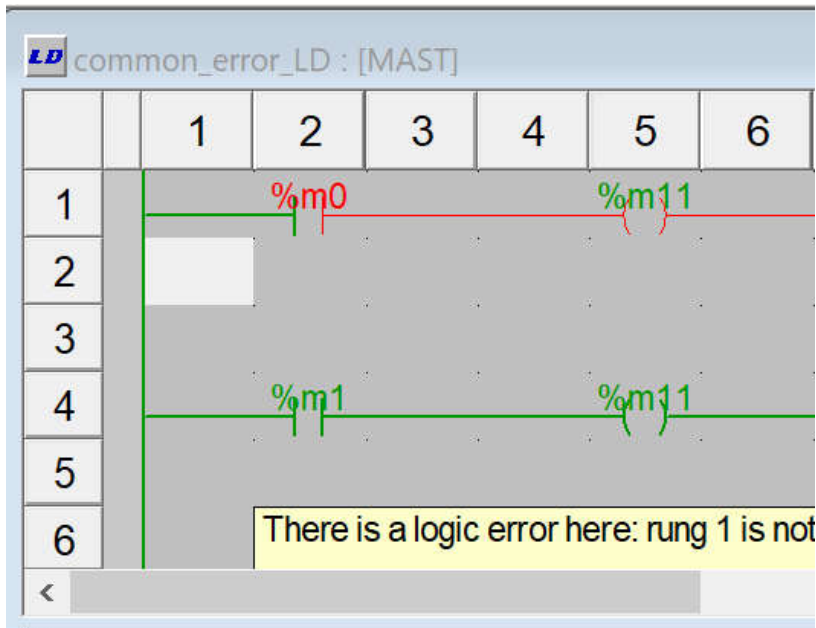 LD common_error_LD : [MAST]
1 2 3 4 5 6
1 %m0 %m11
2
3
4 %m1 %m11
5
6 There is a logic error here: rung 1 is not